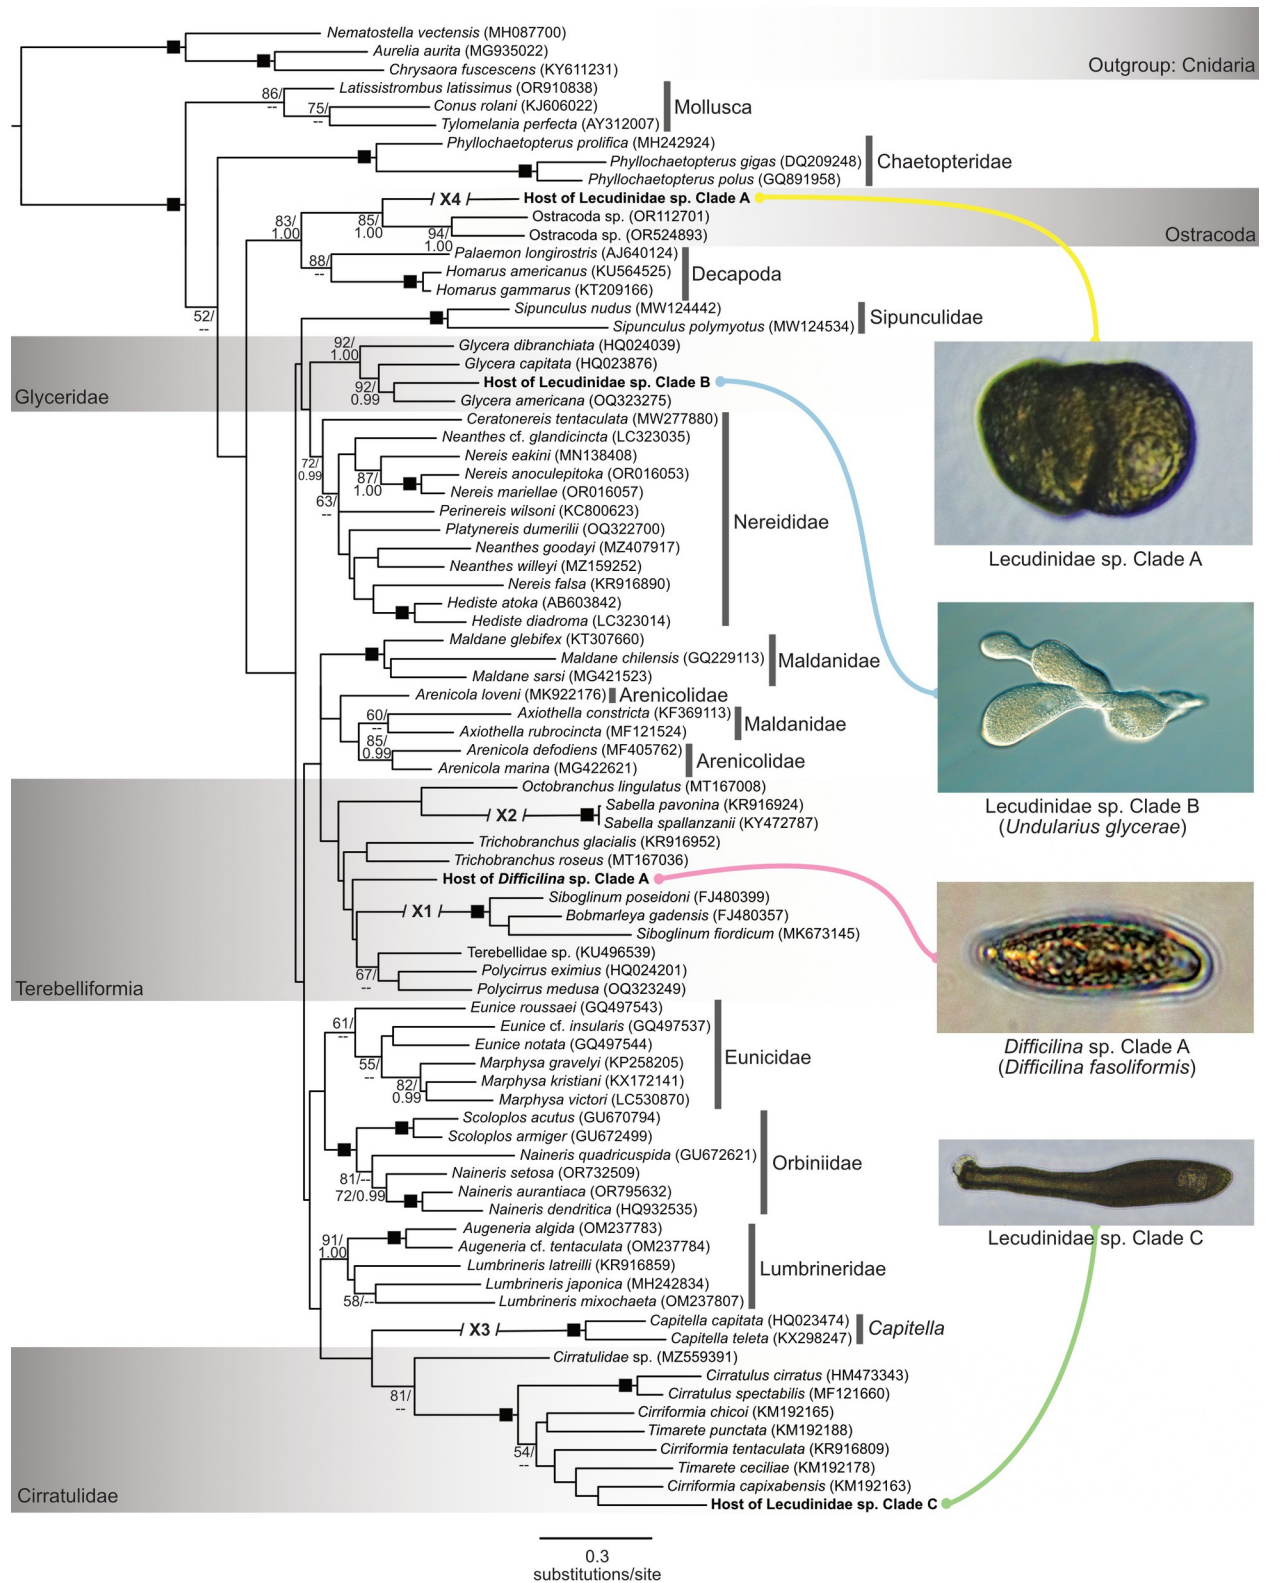 Nematostella vectensis (MH087700)
Aurelia aurita (MG935022)
Chrysaora fuscescens (KY611231)
Outgroup: Cnidaria
Latissistrombus latissimus (OR910838)
86/
--
Conus rolani (KJ606022)
75/
--
Mollusca
Tylomelania perfecta (AY312007)
Phyllochaetopterus prolifica (MH242924)
Phyllochaetopterus gigas (DQ209248)
Chaetopteridae
Phyllochaetopterus polus (GQ891958)
X4
Host of Lecudinidae sp. Clade A
83/
1.00
85/
1.00
Ostracoda sp. (OR112701)
94/
1.00
Ostracoda sp. (OR524893)
Ostracoda
Palaemon longirostris (AJ640124)
88/
--
Homarus americanus (KU564525)
Decapoda
Homarus gammarus (KT209166)
52/
--
Sipunculus nudus (MW124442)
Sipunculidae
Sipunculus polymyotus (MW124534)
92/
1.00
Glycera dibranchiata (HQ024039)
Glycera capitata (HQ023876)
92/
0.99
Host of Lecudinidae sp. Clade B
Glyceridae
Glycera americana (OQ323275)
Ceratonereis tentaculata (MW277880)
Neanthes cf. glandicincta (LC323035)
72/
0.99
Nereis eakini (MN138408)
87/
1.00
Nereis anoculepitoka (OR016053)
Nereis mariellae (OR016057)
63/
--
Perinereis wilsoni (KC800623)
Nereididae
Platynereis dumerilii (OQ322700)
Neanthes goodayi (MZ407917)
Neanthes willeyi (MZ159252)
Nereis falsa (KR916890)
Hediste atoka (AB603842)
Hediste diadroma (LC323014)
Lecudinidae sp. Clade A
Maldane glebifex (KT307660)
Maldane chilensis (GQ229113)
Maldanidae
Maldane sarsi (MG421523)
Arenicola loveni (MK922176)
Arenicolidae
60/
--
Axiothella constricta (KF369113)
Maldanidae
Axiothella rubrocincta (MF121524)
85/
0.99
Arenicola defodiens (MF405762)
Arenicolidae
Arenicola marina (MG422621)
Lecudinidae sp. Clade B
(Undularius glycerae)
Octobranchus lingulatus (MT167008)
X2
Sabella pavonina (KR916924)
Sabella spallanzanii (KY472787)
Trichobranchus glacialis (KR916952)
Trichobranchus roseus (MT167036)
Host of Difficilina sp. Clade A
Siboglinum poseidoni (FJ480399)
X1
Bobmarleya gadensis (FJ480357)
Siboglinum fiordicum (MK673145)
Terebellidae sp. (KU496539)
67/
--
Polycirrus eximius (HQ024201)
Terebelliformia
Polycirrus medusa (OQ323249)
Eunice roussaei (GQ497543)
61/
--
Eunice cf. insularis (GQ497537)
Eunice notata (GQ497544)
Eunicidae
55/
--
Marphysa gravelyi (KP258205)
82/
0.99
Marphysa kristiani (KX172141)
Marphysa victori (LC530870)
Difficilina sp. Clade A
(Difficilina fasoliformis)
Scoloplos acutus (GU670794)
Scoloplos armiger (GU672499)
Naineris quadricuspida (GU672621)
Orbiniidae
81/--
Naineris setosa (OR732509)
72/0.99
Naineris aurantiaca (OR795632)
Naineris dendritica (HQ932535)
Augeneria algida (OM237783)
91/
1.00
Augeneria cf. tentaculata (OM237784)
Lumbrineris latreilli (KR916859)
Lumbrineridae
Lumbrineris japonica (MH242834)
58/--
Lumbrineris mixochaeta (OM237807)
Lecudinidae sp. Clade C
Capitella capitata (HQ023474)
X3
Capitella
Capitella teleta (KX298247)
Cirratulidae sp. (MZ559391)
Cirratulus cirratus (HM473343)
81/
--
Cirratulus spectabilis (MF121660)
Cirriformia chicoi (KM192165)
Timarete punctata (KM192188)
54/
--
Cirriformia tentaculata (KR916809)
Timarete ceciliae (KM192178)
Cirriformia capixabensis (KM192163)
Cirratulidae
Host of Lecudinidae sp. Clade C
0.3
substitutions/site